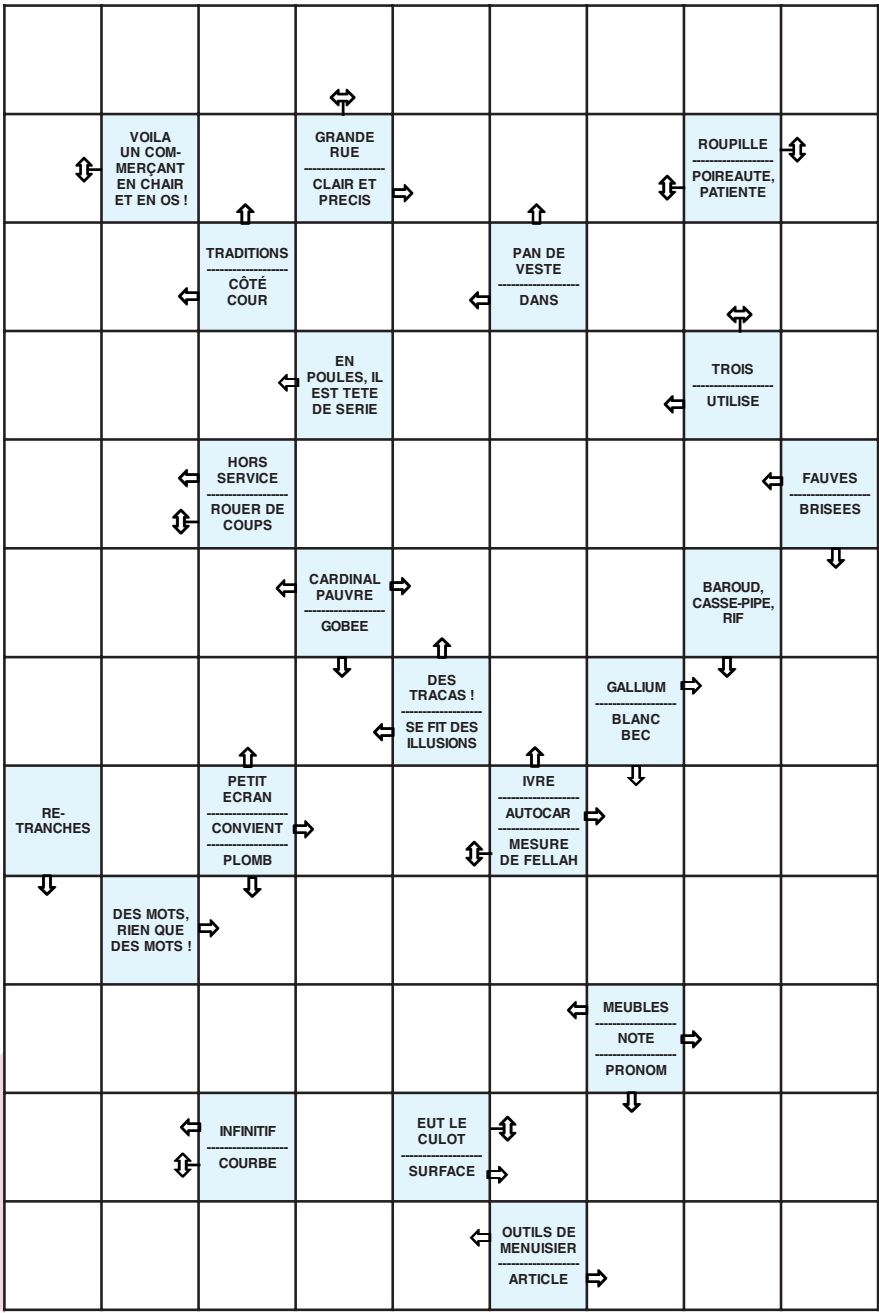 VOILA
UN COM-
MERÇANT
EN CHAIR
ET EN OS !
GRANDE
RUE
CLAIR ET
PRECIS
ROUPILLE
POIREAUTE,
PATIENTE
TRADITIONS
CÔTÉ
COUR
PAN DE
VESTE
DANS
EN
POULES, IL
EST TETE
DE SERIE
TROIS
UTILISE
HORS
SERVICE
ROUER DE
COUPS
FAUVES
BRISEES
CARDINAL
PAUVRE
GOBEE
BAROUD,
CASSE-PIPE,
RIF
DES
TRACAS !
SE FIT DES
ILLUSIONS
GALLIUM
BLANC
BEC
RE-
TRANCHES
PETIT
ECRAN
CONVIENT
PLOMB
IVRE
AUTOCAR
MESURE
DE FELLAH
DES MOTS,
RIEN QUE
DES MOTS !
MEUBLES
NOTE
PRONOM
INFINITIF
COURBE
EUT LE
CULOT
SURFACE
OUTILS DE
MENUISIER
ARTICLE